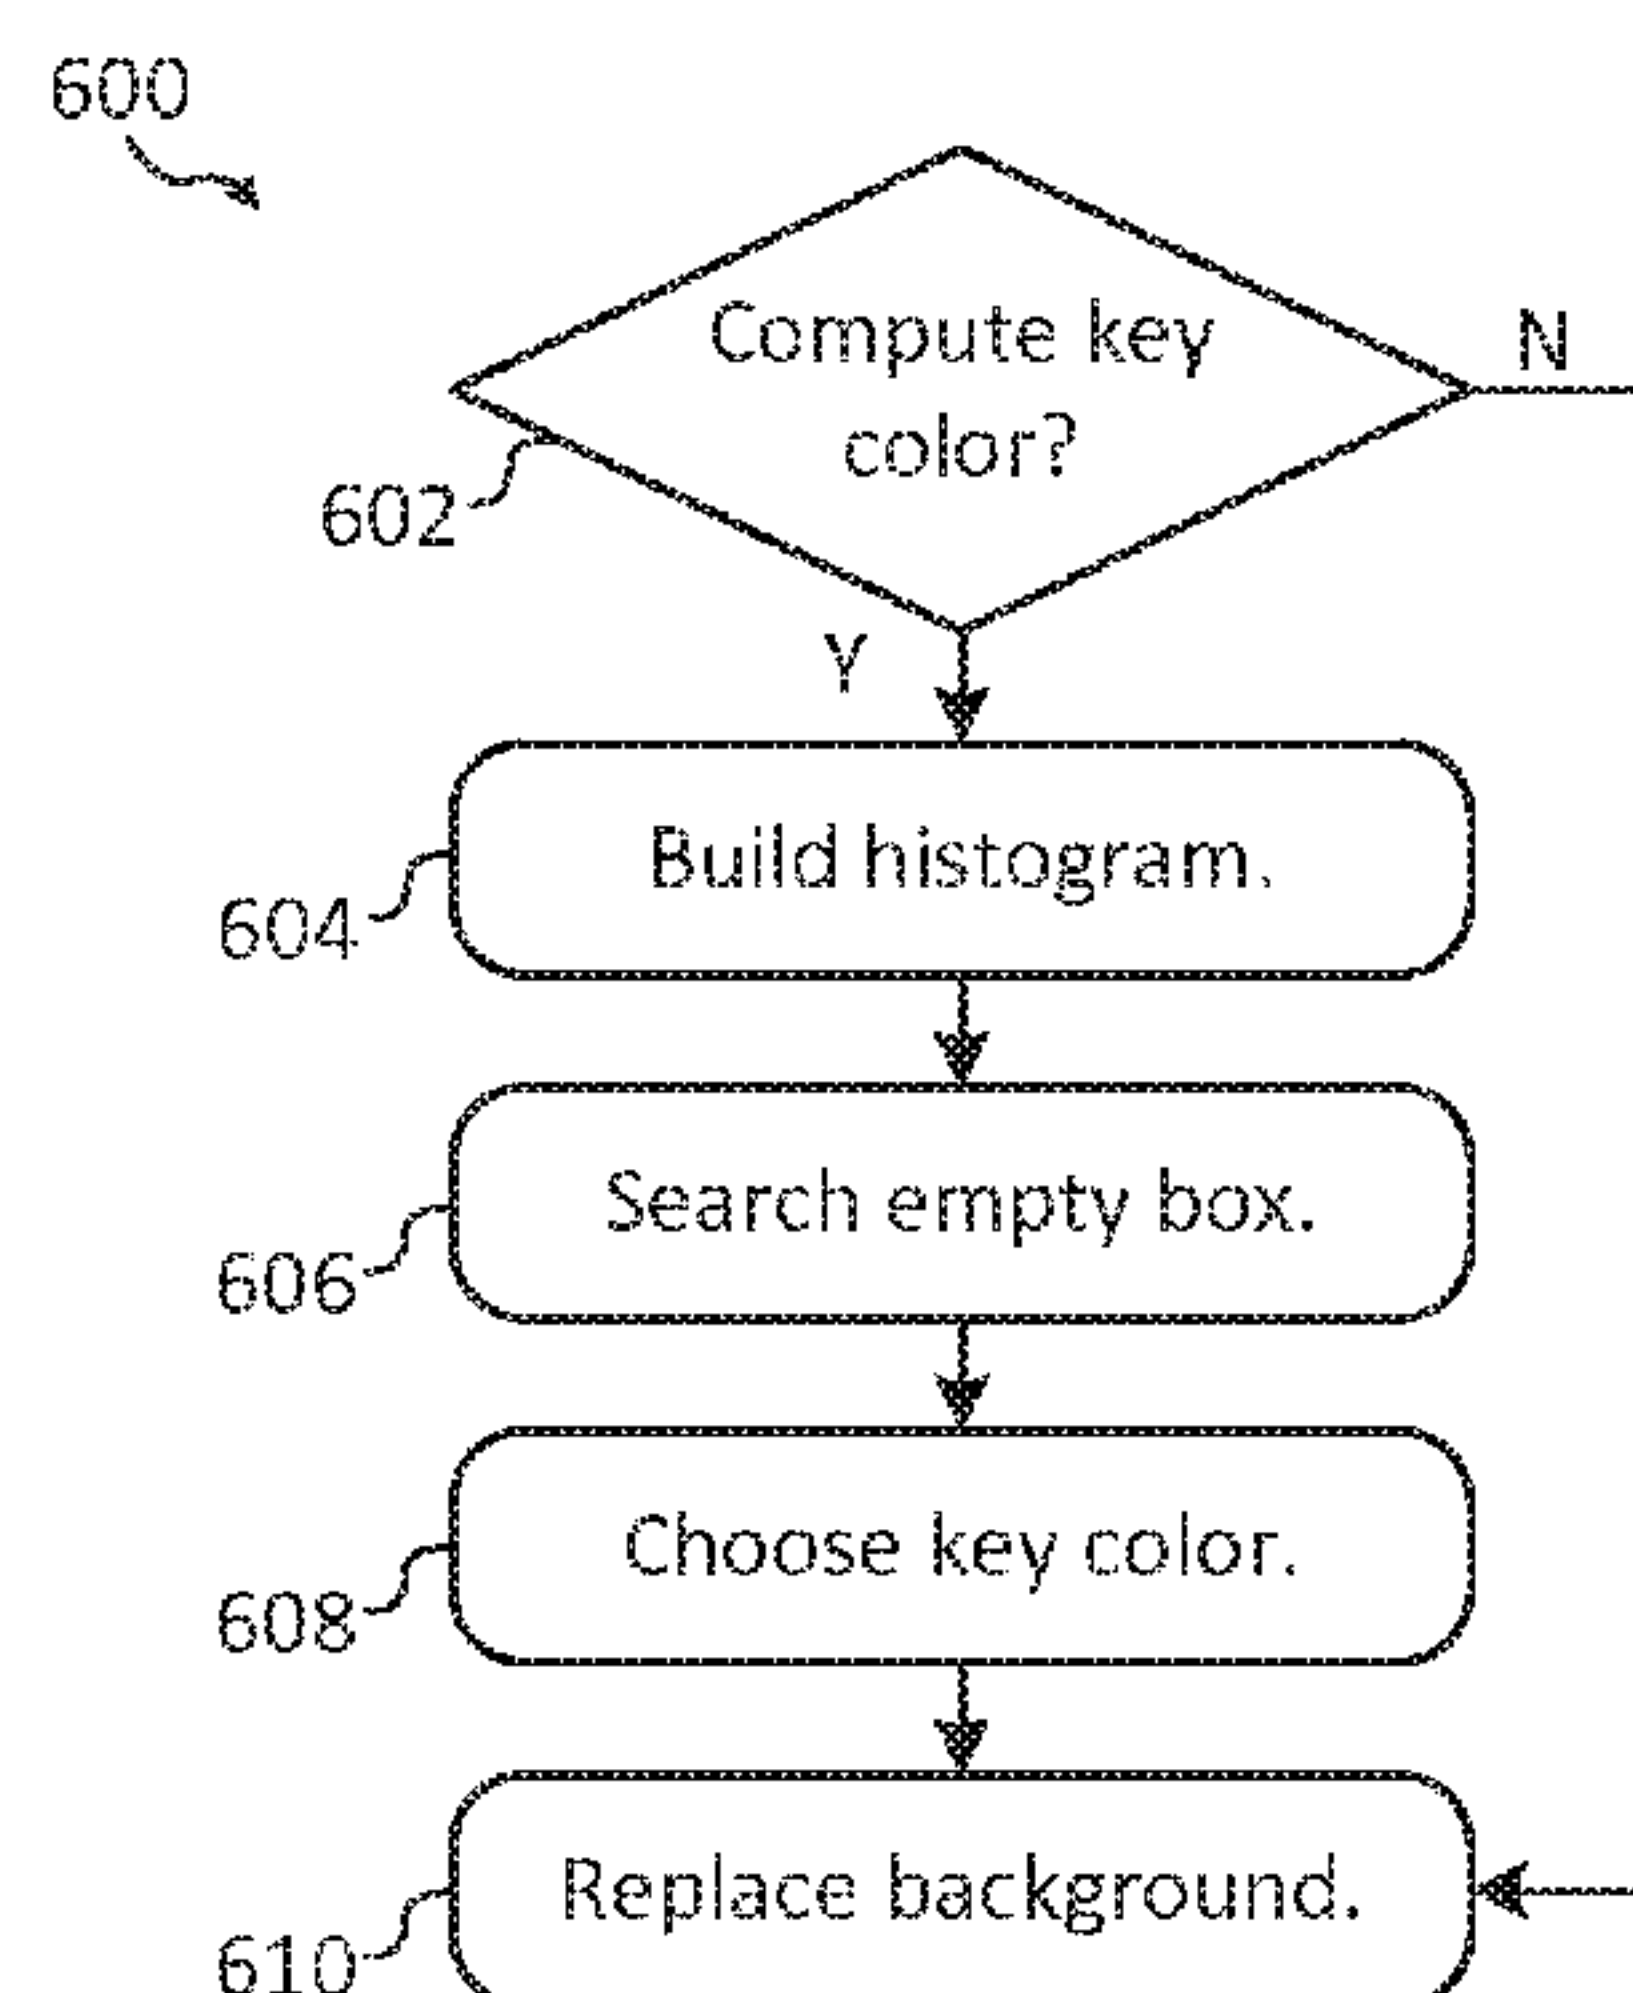 600
Compute key
color?
N
602
Y
Build histogram.
604
Search empty box.
606
Choose key color.
608
Replace background.
610